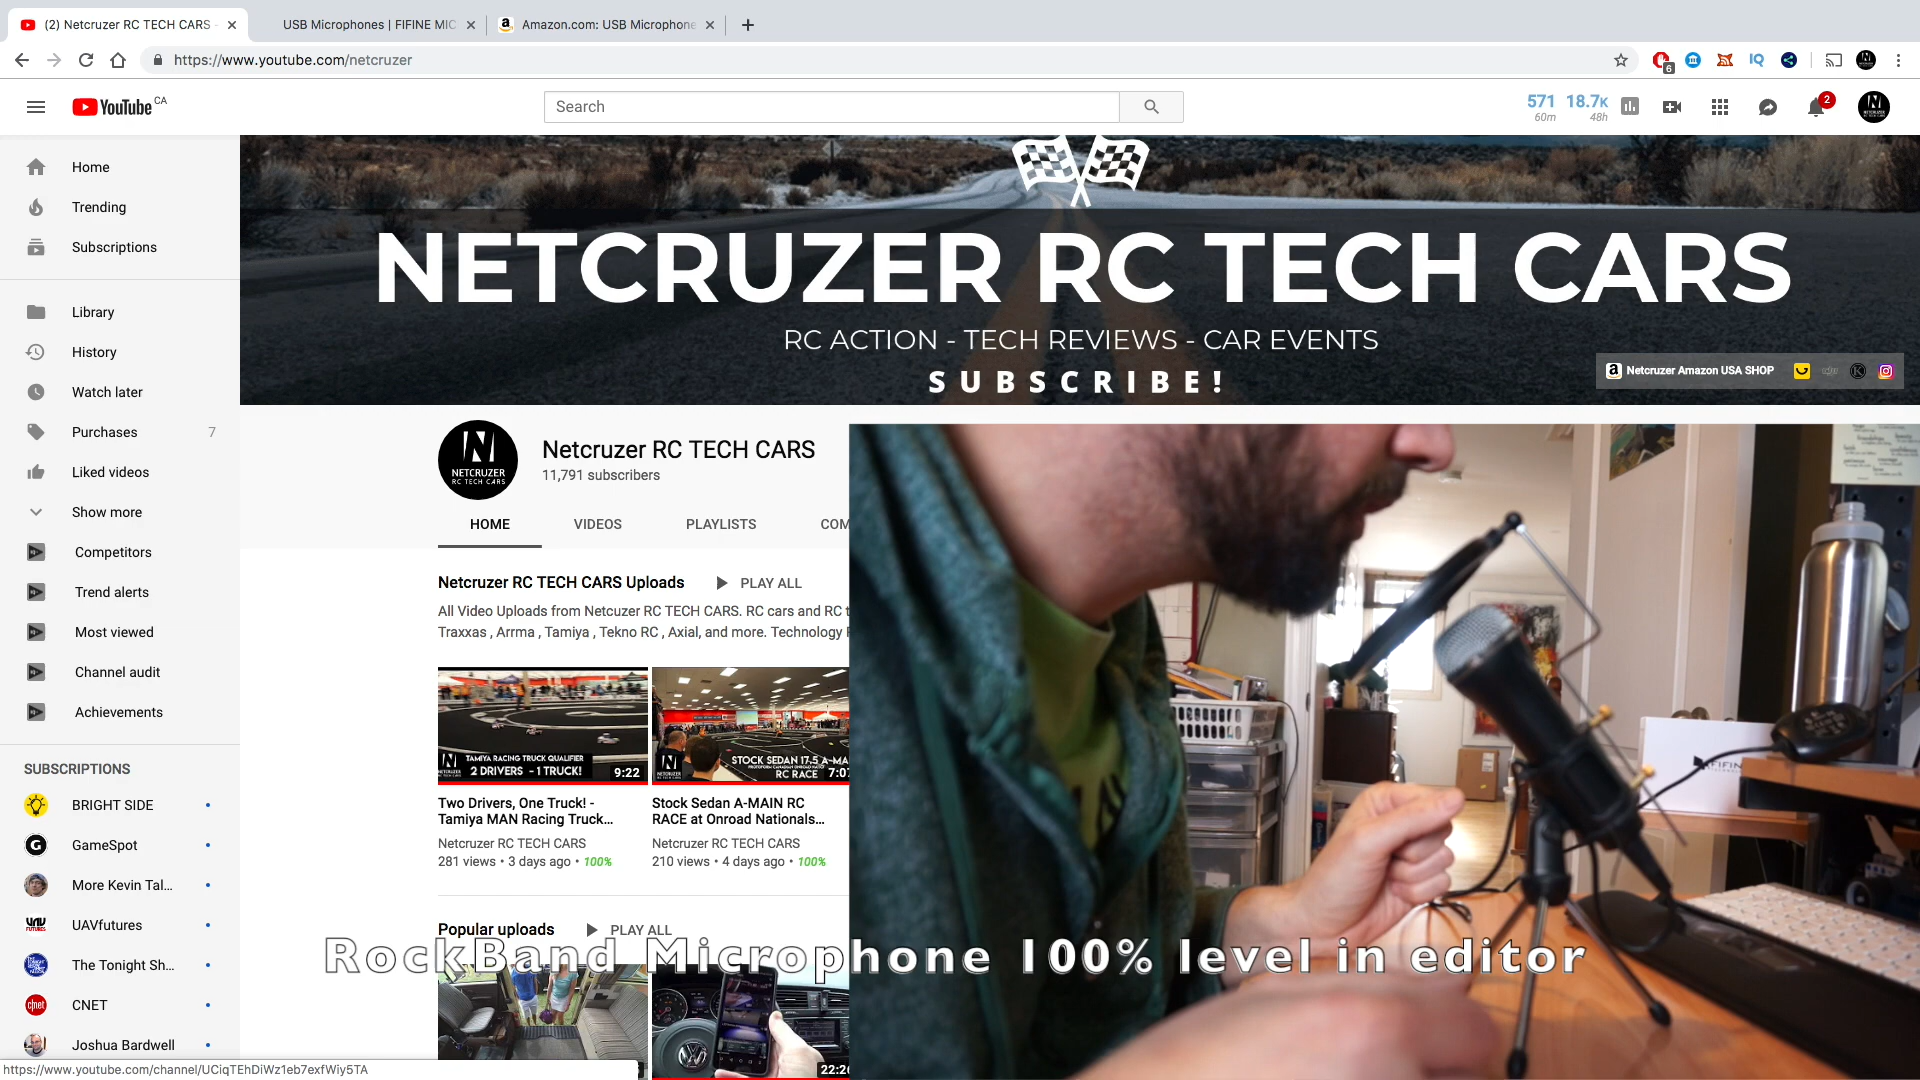 (2) Netcruzer RC TECH CARS -
USB Microphones | FIFINE MIC
Amazon.com: USB Microphone
https://www.youtube.com/netcruzer
6
IQ
YouTube CA
Search
571 60m
18.7K 48h
2
Home
Trending
Subscriptions
Library
History
Watch later
Purchases 7
Liked videos
Show more
Competitors
Trend alerts
Most viewed
Channel audit
Achievements
SUBSCRIPTIONS
BRIGHT SIDE
GameSpot
More Kevin Tal...
UAVfutures
The Tonight Sh...
CNET
Joshua Bardwell
https://www.youtube.com/channel/UCiqTEhDiWz1eb7exfWiy5TA
NETCRUZER RC TECH CARS
RC ACTION - TECH REVIEWS - CAR EVENTS
SUBSCRIBE!
Netcruzer Amazon USA SHOP
NETCRUZER
RC TECH CARS
Netcruzer RC TECH CARS
11,791 subscribers
HOME
VIDEOS
PLAYLISTS
COM
Netcruzer RC TECH CARS Uploads
PLAY ALL
All Video Uploads from Netcuzer RC TECH CARS. RC cars and RC t
Traxxas , Arrma , Tamiya , Tekno RC , Axial, and more. Technology
TAMIYA RACING TRUCK QUALIFIER
2 DRIVERS - 1 TRUCK!
9:22
STOCK SEDAN 17.5 A-MA
RC RACE
7:07
Two Drivers, One Truck! -
Tamiya MAN Racing Truck...
Netcruzer RC TECH CARS
281 views • 3 days ago • 100%
Stock Sedan A-MAIN RC
RACE at Onroad Nationals...
Netcruzer RC TECH CARS
210 views • 4 days ago • 100%
Popular uploads
PLAY ALL
RockBand Microphone 100% level in editor